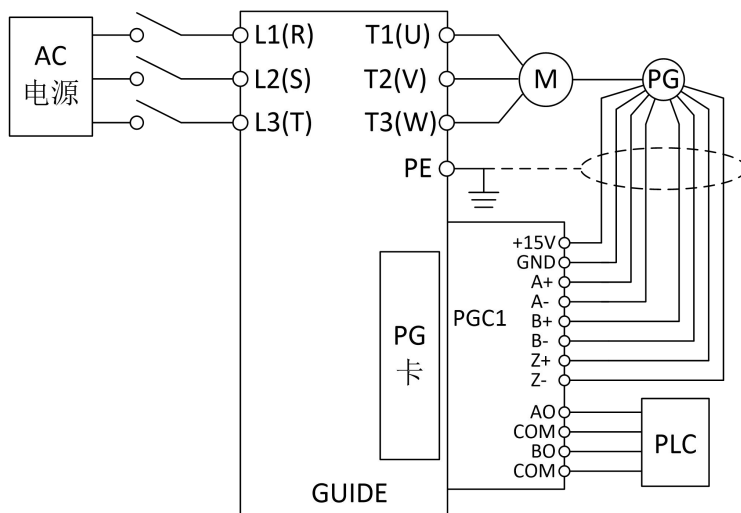 AC
电源
L1(R)
L2(S)
L3(T)
T1(U)
T2(V)
T3(W)
PE
M
PG
+15V
GND
A+
A-
B+
B-
Z+
Z-
PGC1
PG
卡
AO
COM
BO
COM
PLC
GUIDE